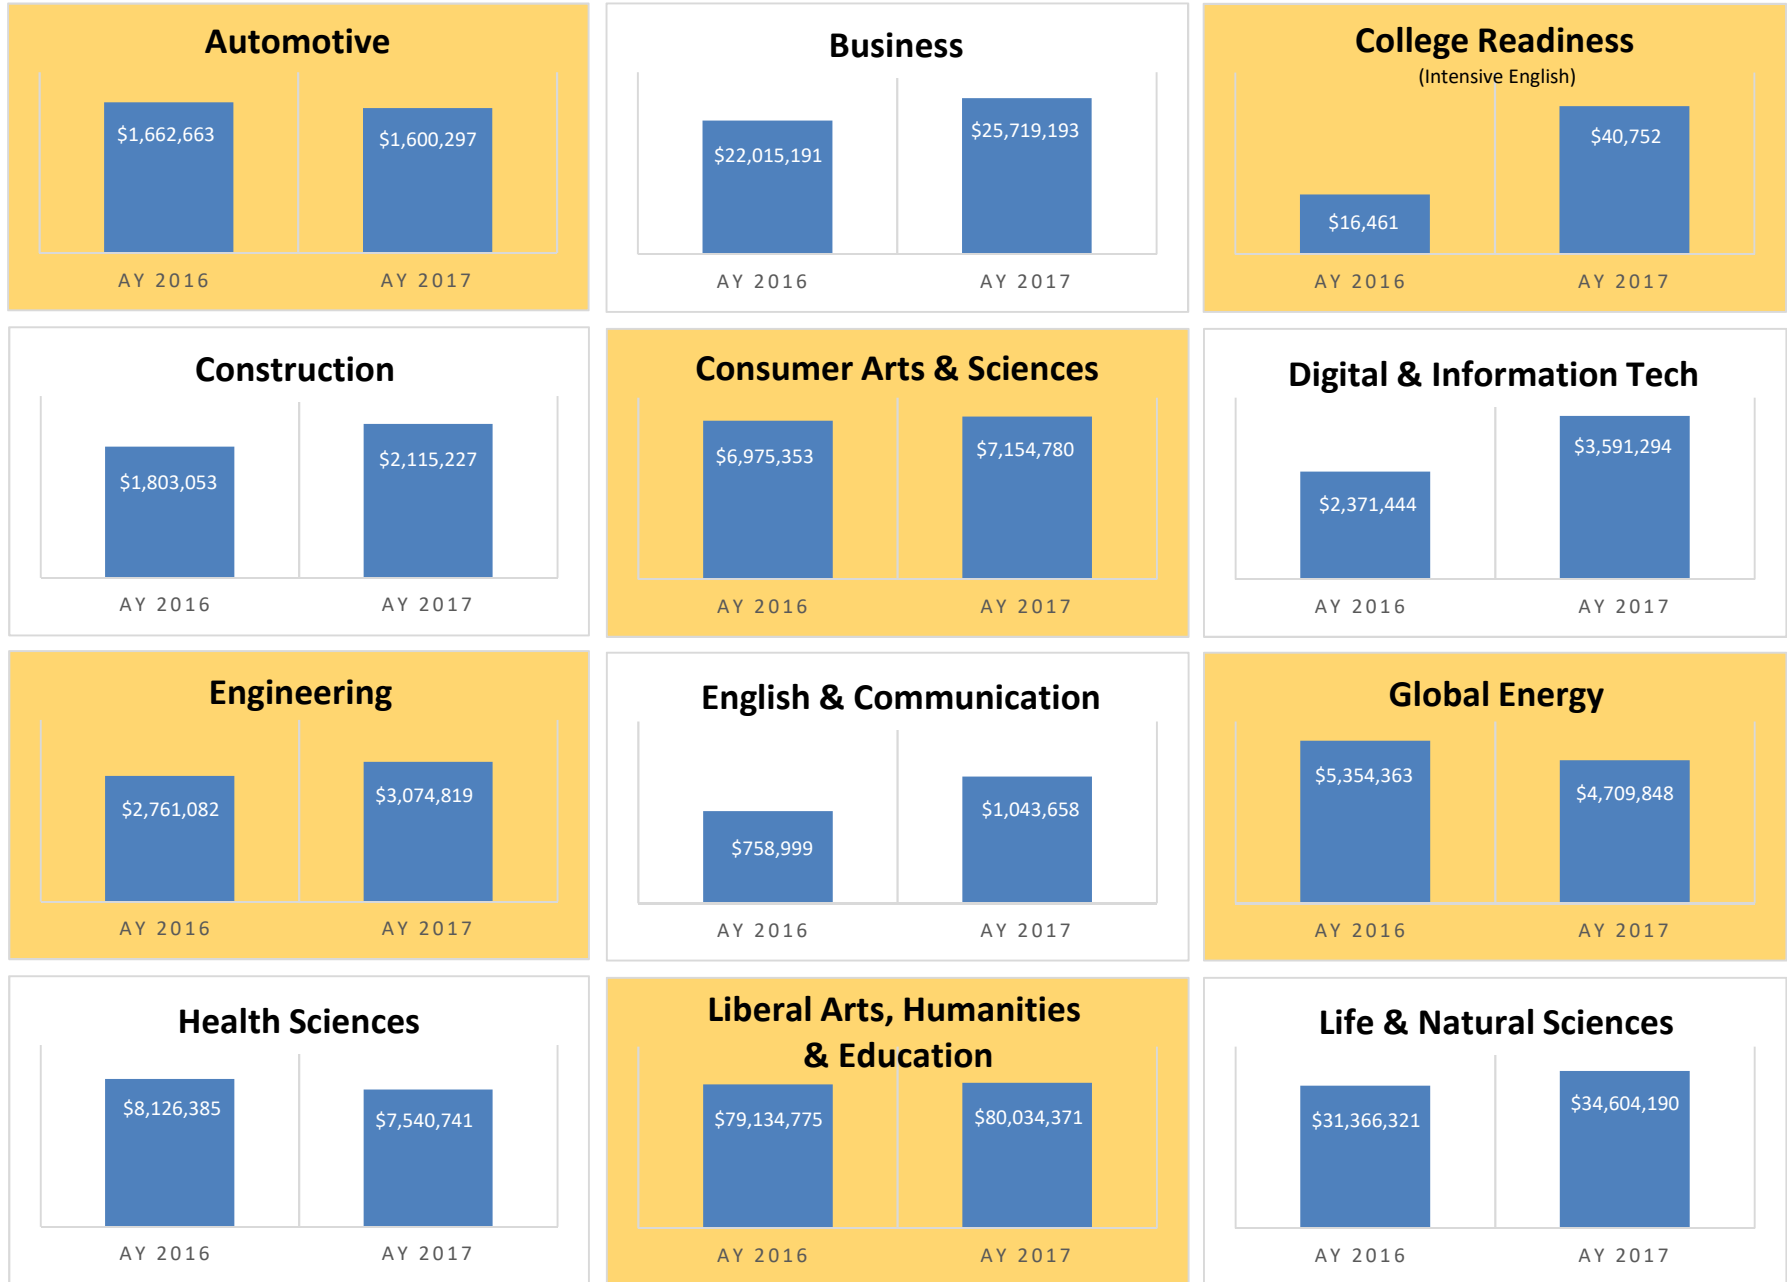 Automotive
$1,662,663
$1,600,297
AY 2016
AY 2017
Business
$22,015,191
$25,719,193
AY 2016
AY 2017
College Readiness
(Intensive English)
$16,461
$40,752
AY 2016
AY 2017
Construction
$1,803,053
$2,115,227
AY 2016
AY 2017
Consumer Arts & Sciences
$6,975,353
$7,154,780
AY 2016
AY 2017
Digital & Information Tech
$2,371,444
$3,591,294
AY 2016
AY 2017
Engineering
$2,761,082
$3,074,819
AY 2016
AY 2017
English & Communication
$758,999
$1,043,658
AY 2016
AY 2017
Global Energy
$5,354,363
$4,709,848
AY 2016
AY 2017
Health Sciences
$8,126,385
$7,540,741
AY 2016
AY 2017
Liberal Arts, Humanities
& Education
$79,134,775
$80,034,371
AY 2016
AY 2017
Life & Natural Sciences
$31,366,321
$34,604,190
AY 2016
AY 2017